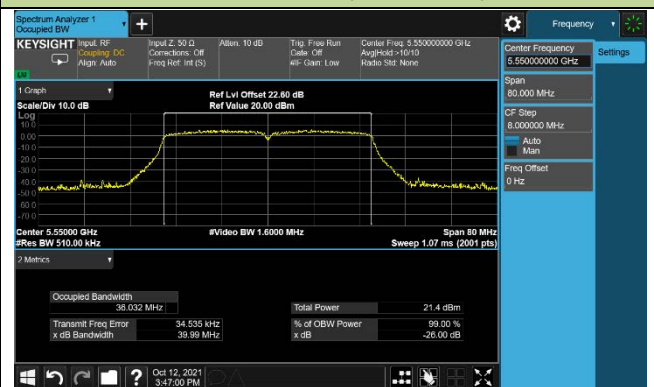 Spectrum Analyzer 1
Occupied BW
Frequency
KEYSIGHT
Input: RF
Coupling: DC
Align: Auto
Input Z: 50 Ω
Corrections: Off
Freq Ref: Int (S)
Atten: 10 dB
Trig: Free Run
Gate: Off
#IF Gain: Low
Center Freq: 5.550000000 GHz
Avg|Hold:>10/10
Radio Std: None
LM
Center Frequency
5.550000000 GHz
Settings
Span
80.000 MHz
CF Step
8.000000 MHz
Auto
Man
Freq Offset
0 Hz
1 Graph
Scale/Div 10.0 dB
Ref Lvl Offset 22.60 dB
Ref Value 20.00 dBm
Log
10.0
0.00
-10.0
-20.0
-30.0
-40.0
-50.0
-60.0
-70.0
Center 5.55000 GHz
#Video BW 1.6000 MHz
Span 80 MHz
#Res BW 510.00 kHz
Sweep 1.07 ms (2001 pts)
2 Metrics
Occupied Bandwidth
36.032 MHz
Total Power
21.4 dBm
Transmit Freq Error
34.535 kHz
% of OBW Power
99.00 %
x dB Bandwidth
39.99 MHz
x dB
-26.00 dB
Oct 12, 2021
3:47:00 PM